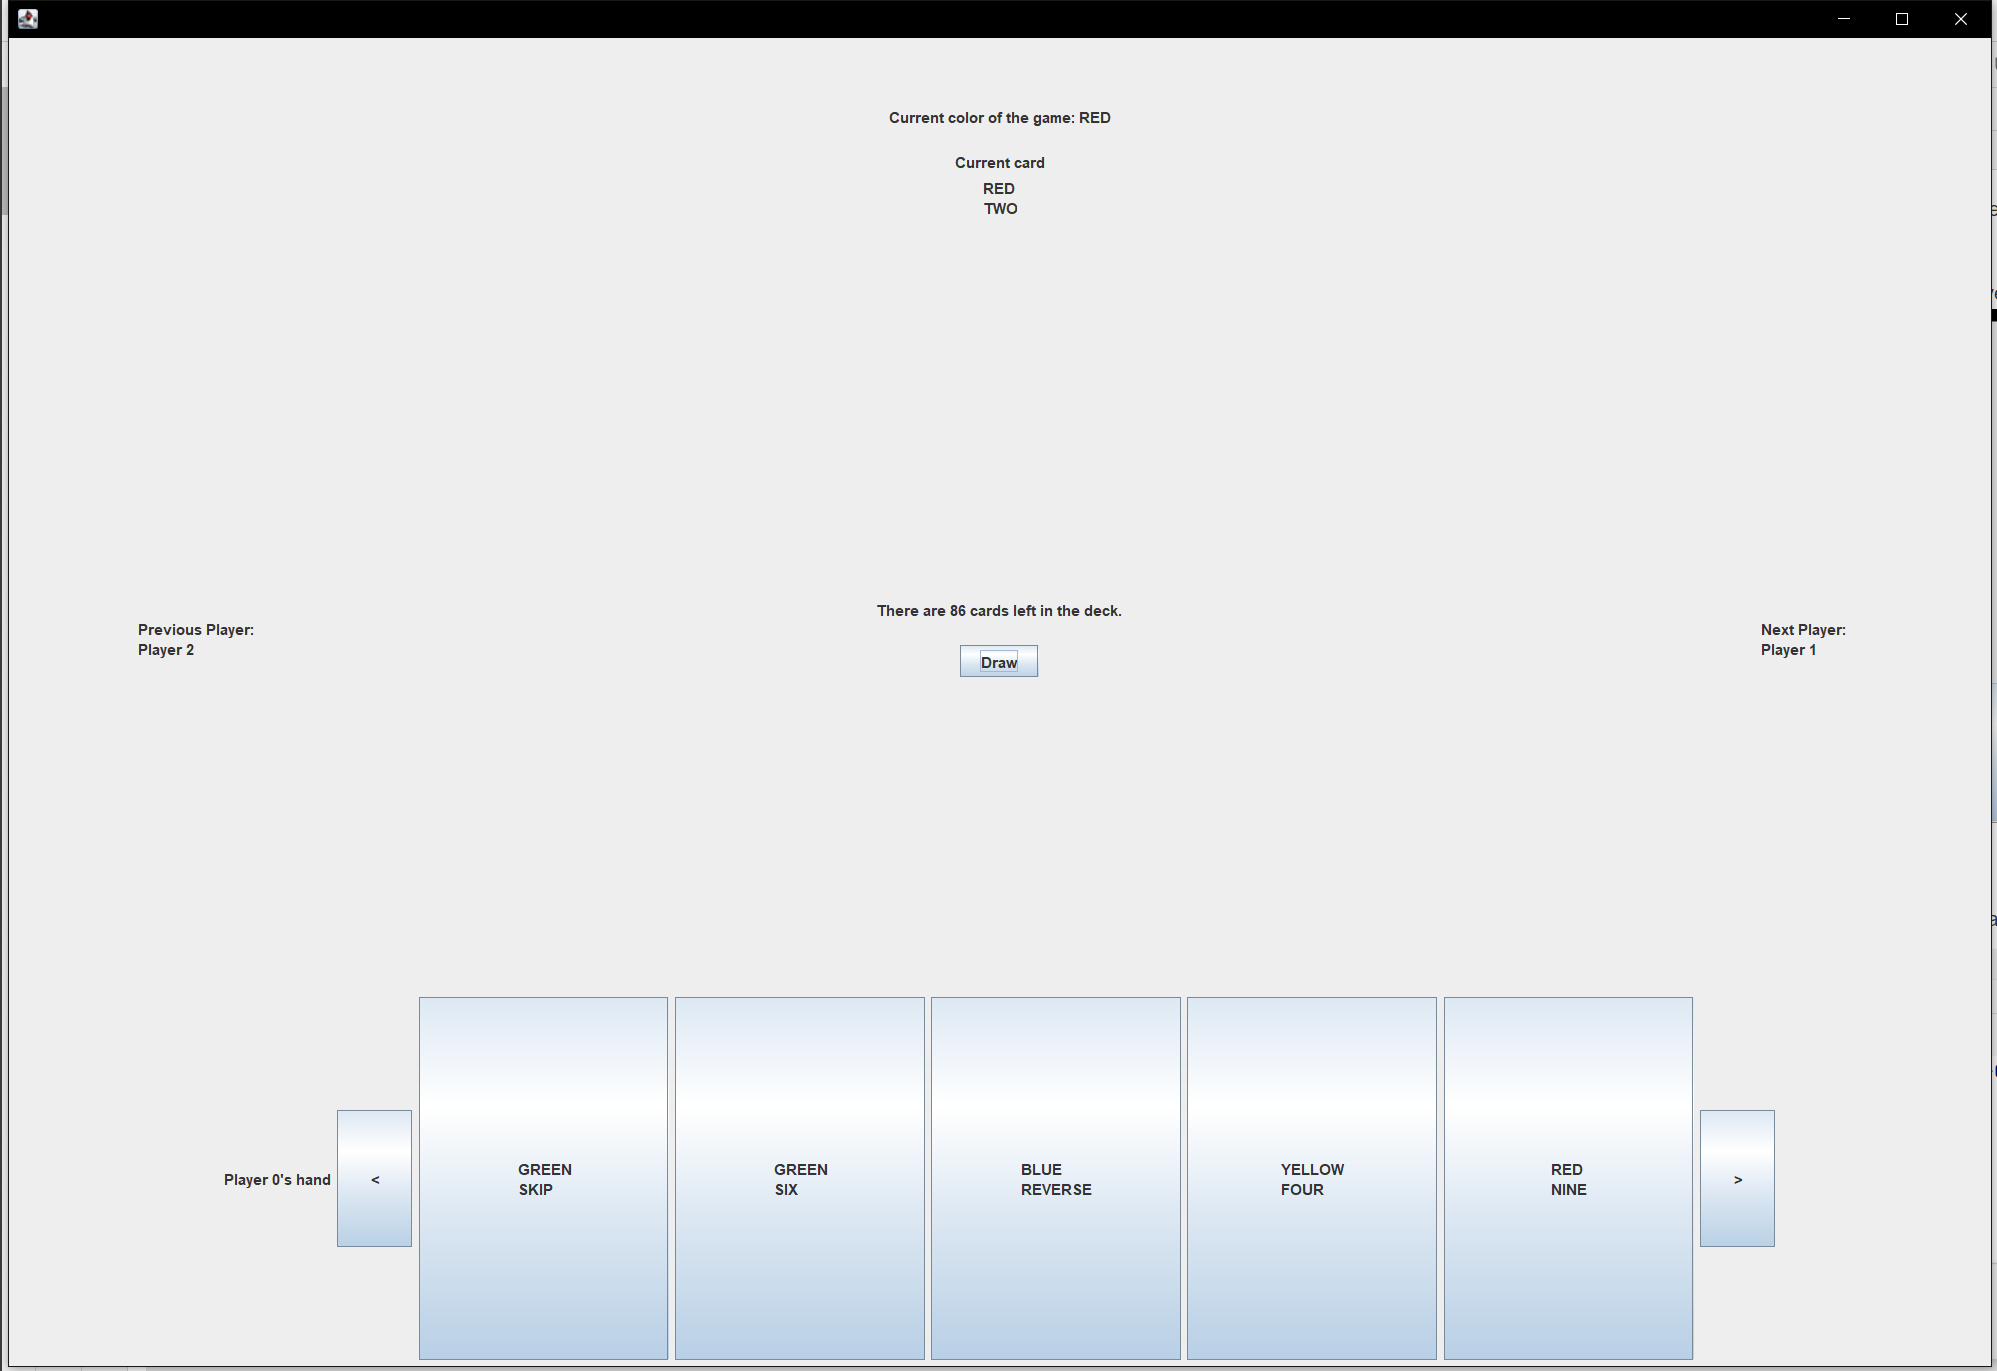 Current color of the game: RED
Current card
RED
TWO
There are 86 cards left in the deck.
Previous Player:
Player 2
Next Player:
Player 1
Draw
Player 0's hand
<
GREEN
SKIP
GREEN
SIX
BLUE
REVERSE
YELLOW
FOUR
RED
NINE
>